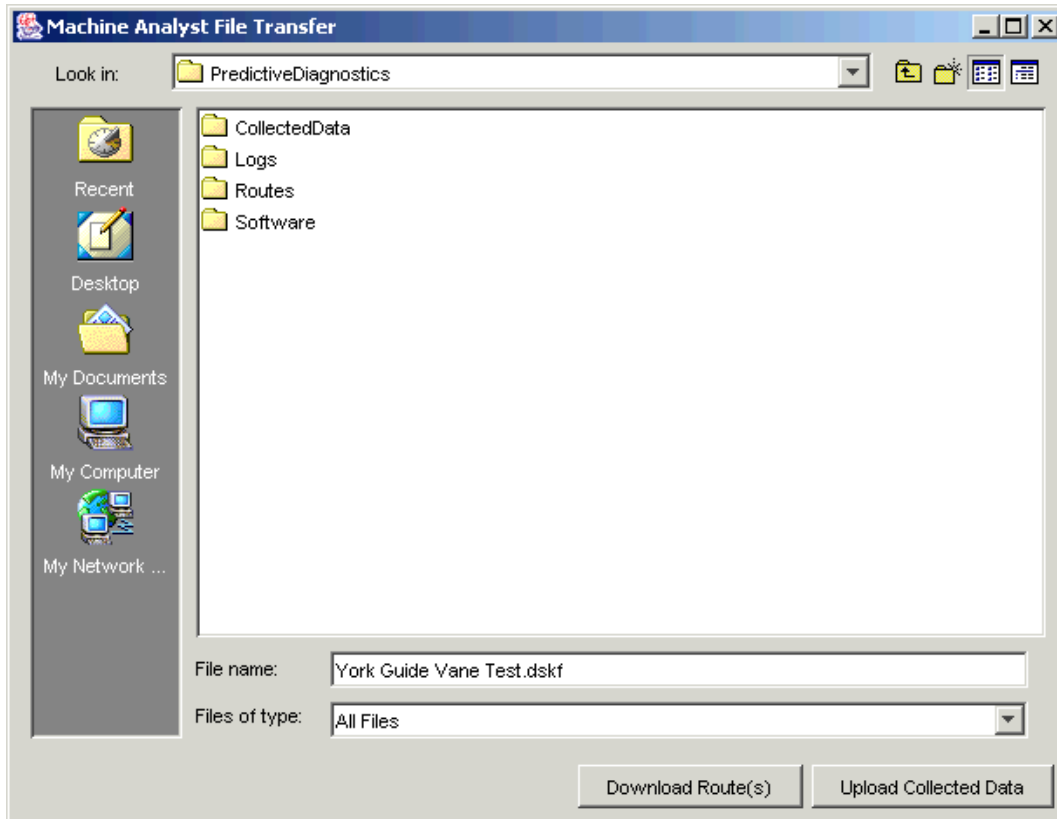 Machine Analyst File Transfer
Look in: PredictiveDiagnostics
Recent
Desktop
My Documents
My Computer
My Network ...
CollectedData
Logs
Routes
Software
File name: York Guide Vane Test.dskf
Files of type: All Files
Download Route(s) Upload Collected Data